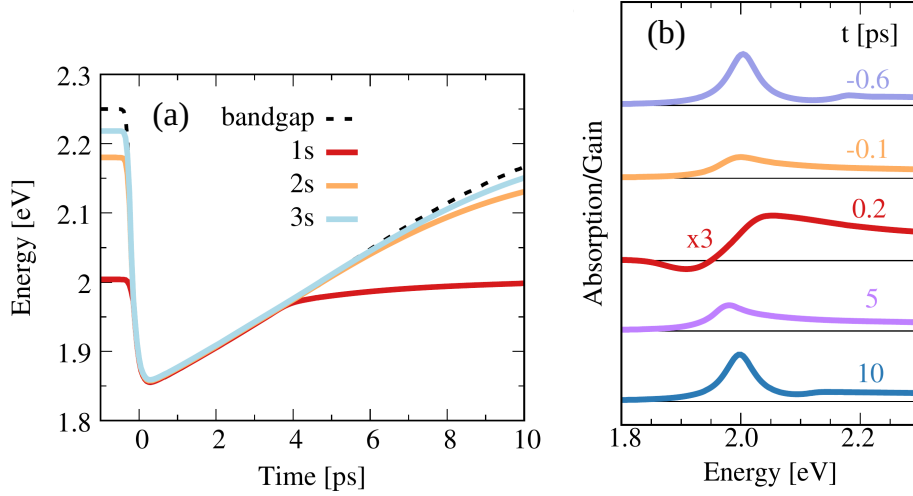 (a)
bandgap
1s
2s
3s
2.3
2.2
2.1
2
1.9
1.8
Energy [eV]
0
2
4
6
8
10
Time [ps]
(b)
t [ps]
-0.6
-0.1
0.2
x3
5
10
Absorption/Gain
1.8
2.0
2.2
Energy [eV]